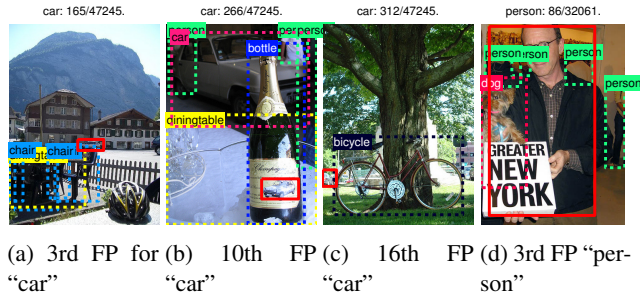 car: 165/47245.
car: 266/47245.
car: 312/47245.
person: 86/32061.
chair
chair
car
person
person
bottle
diningtable
bicycle
person
person
person
dog
GREATER
NEW
YORK
(a) 3rd FP for
“car”
(b) 10th FP
“car”
(c) 16th FP
“car”
(d) 3rd FP “per-
son”